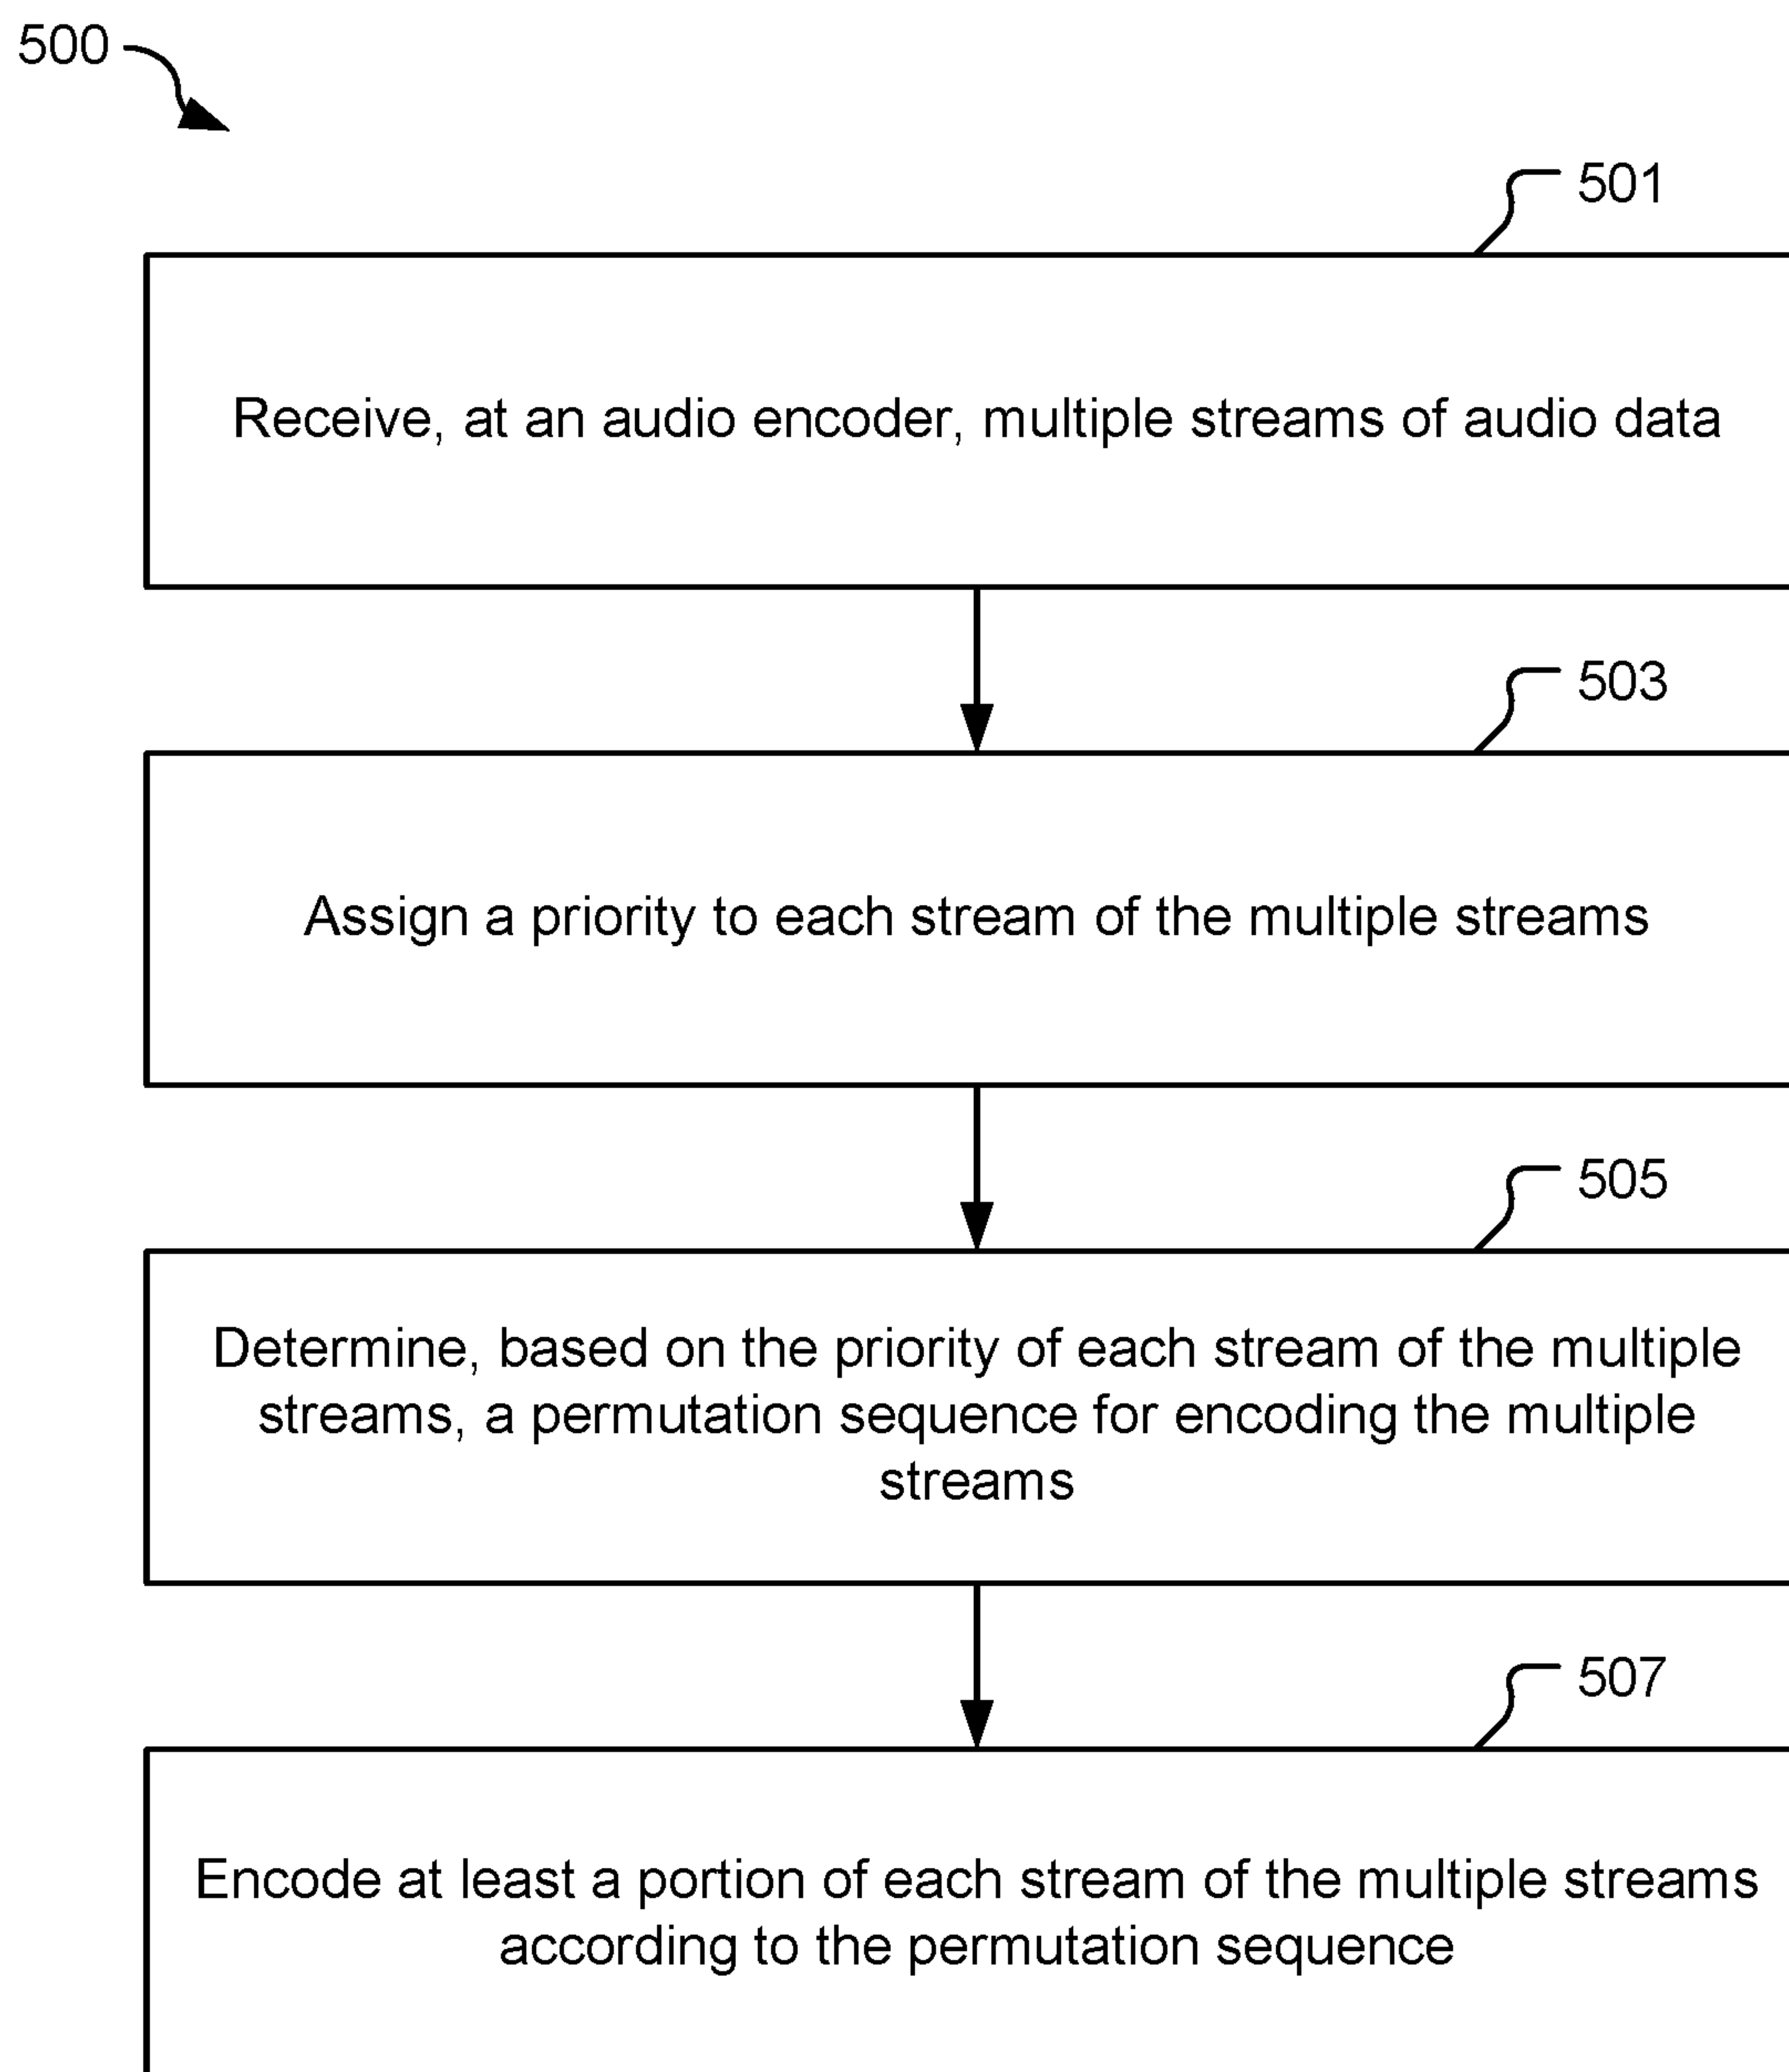 500
501
Receive, at an audio encoder, multiple streams of audio data
503
Assign a priority to each stream of the multiple streams
505
Determine, based on the priority of each stream of the multiple
streams, a permutation sequence for encoding the multiple
streams
507
Encode at least a portion of each stream of the multiple streams
according to the permutation sequence